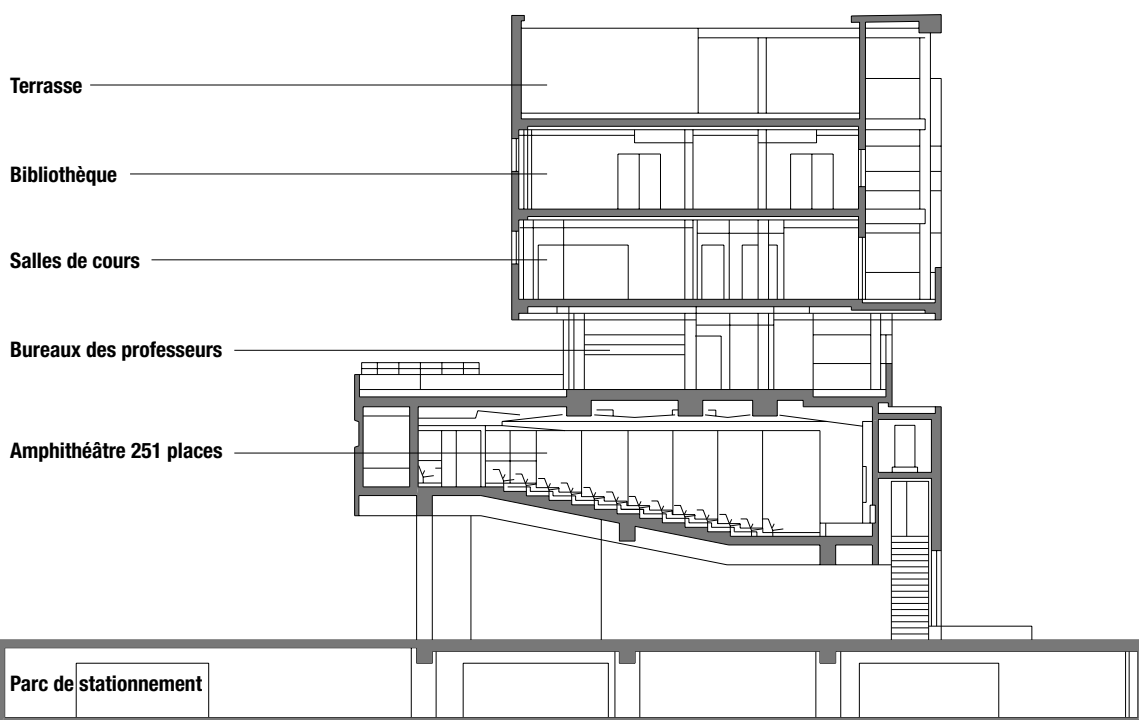 Terrasse
Bibliothèque
Salles de cours
Bureaux des professeurs
Amphithéâtre 251 places
Parc de stationnement